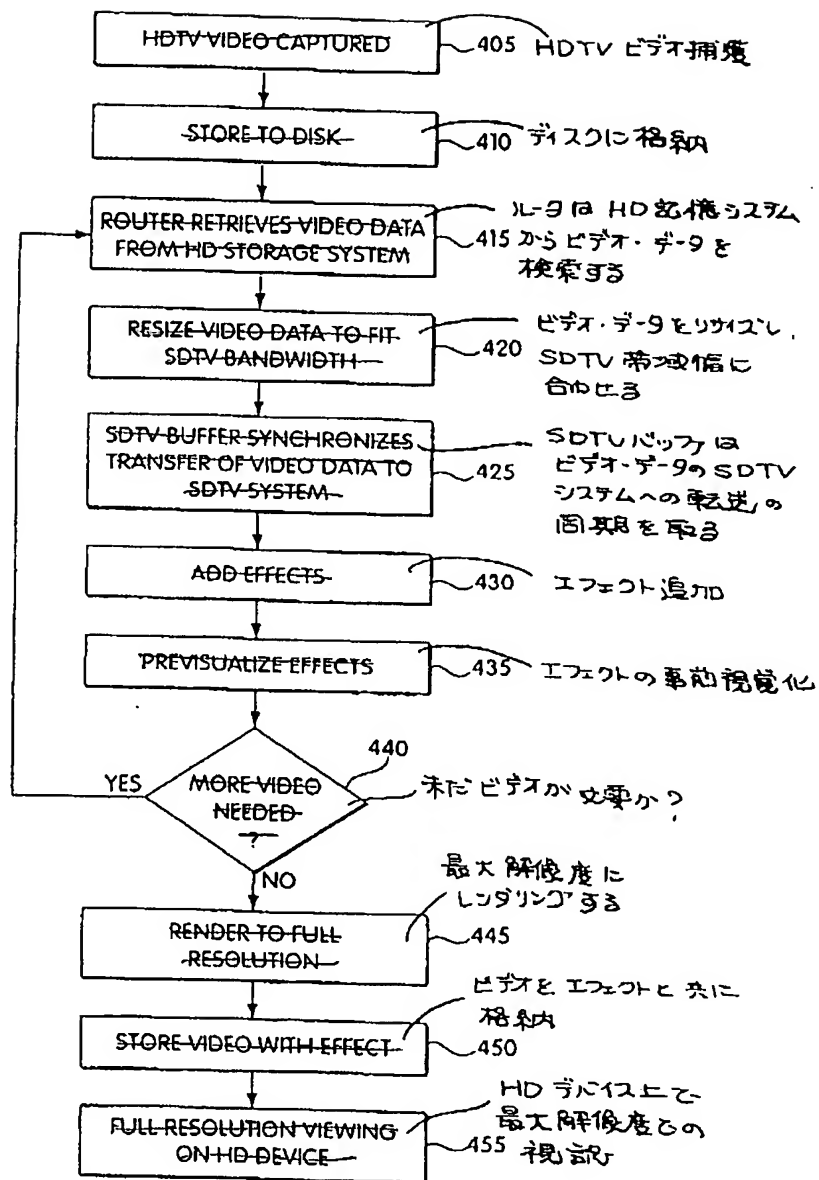 HDTV VIDEO CAPTURED
405 HDTV ビデオ捕獲
STORE TO DISK
410 ディスクに格納
ROUTER RETRIEVES VIDEO DATA
FROM HD STORAGE SYSTEM
ルータは HD 記憶システム
415 からビデオ・データを
検索する
RESIZE VIDEO DATA TO FIT
SDTV BANDWIDTH
ビデオ・データをリサイズし、
420 SDTV 帯域幅に
合わせる
SDTV BUFFER SYNCHRONIZES
TRANSFER OF VIDEO DATA TO
SDTV SYSTEM
SDTVバッファは
425 ビデオ・データのSDTV
システムへの転送の
同期を取る
ADD EFFECTS
430 エフェクト追加
PREVISUALIZE EFFECTS
435 エフェクトの事前視覚化
440
YES
MORE VIDEO
NEEDED
?
未だビデオが必要か?
NO
最大解像度に
レンダリングする
RENDER TO FULL
RESOLUTION
445
ビデオをエフェクトと共に
格納
STORE VIDEO WITH EFFECT
450
HD デバイス上で
最大解像度での
視認
FULL RESOLUTION VIEWING
ON HD DEVICE
455